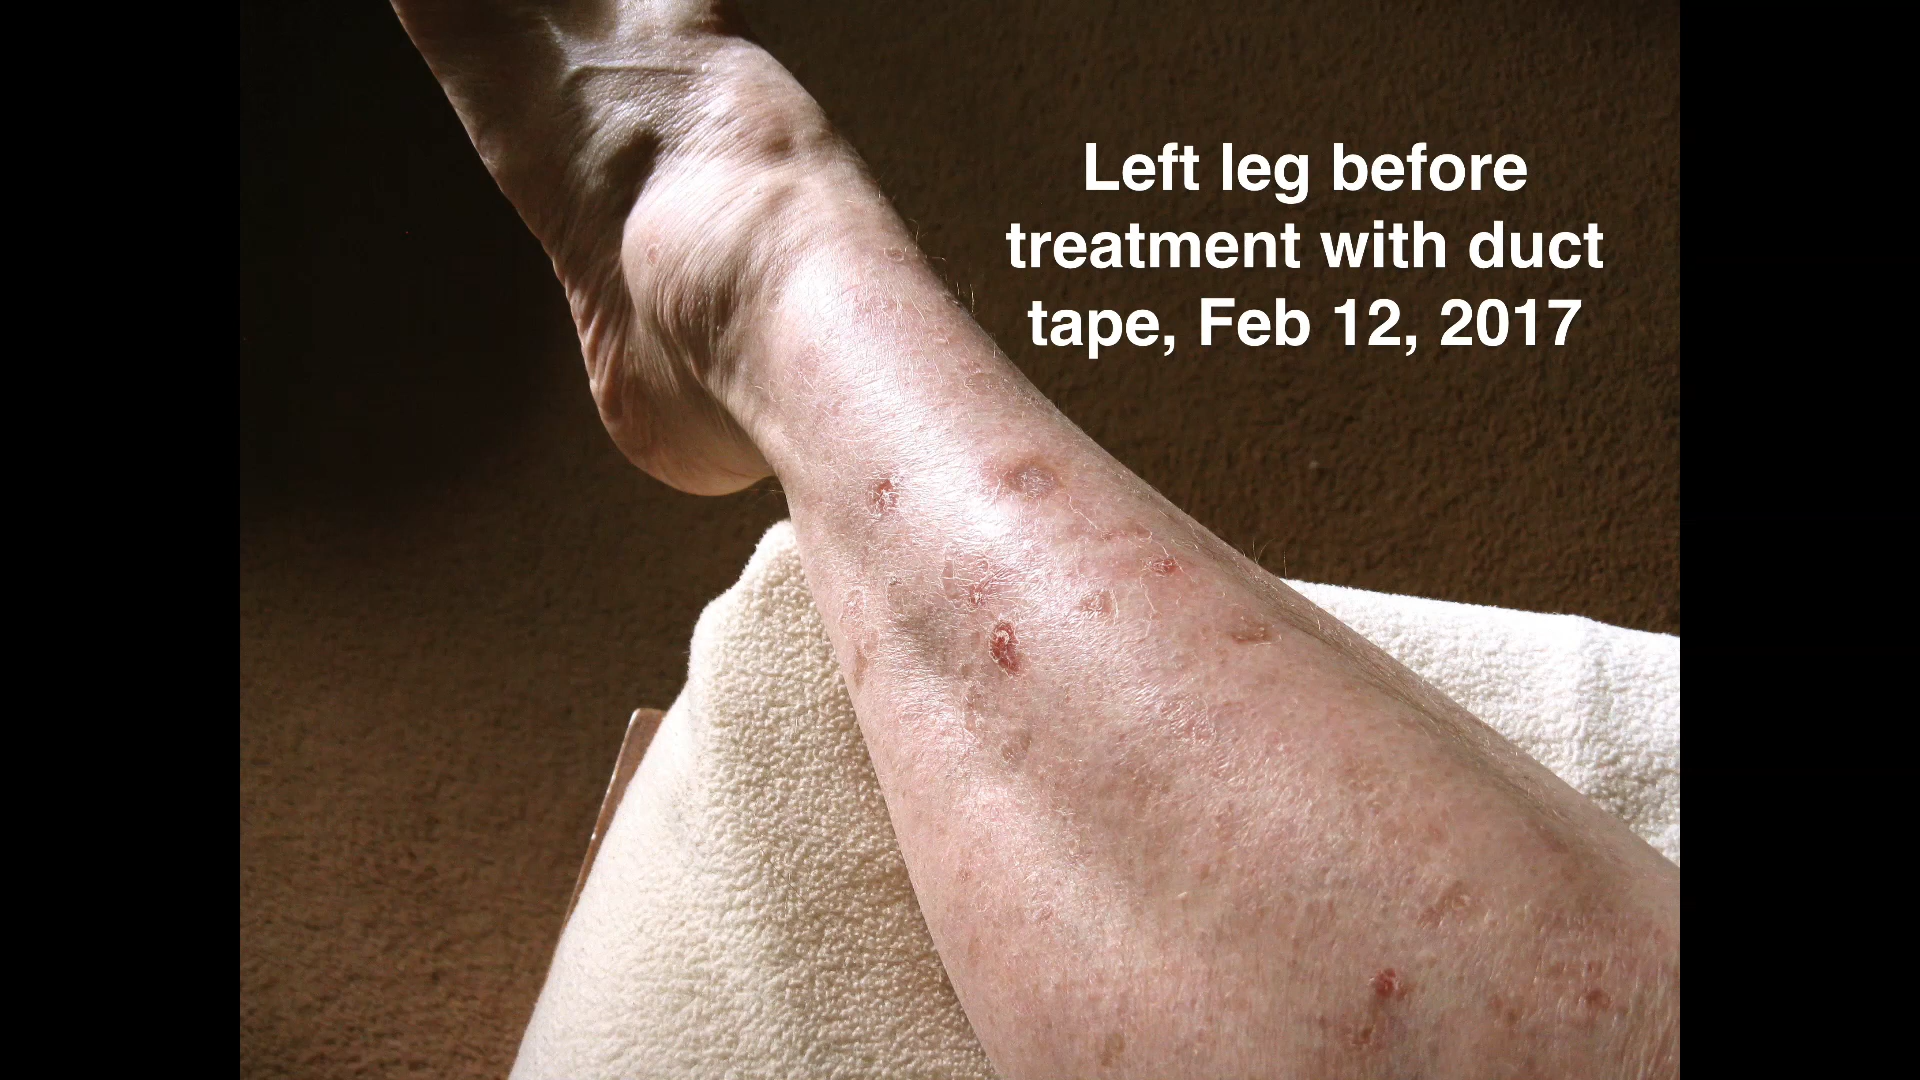 Left leg before
treatment with duct
tape, Feb 12, 2017